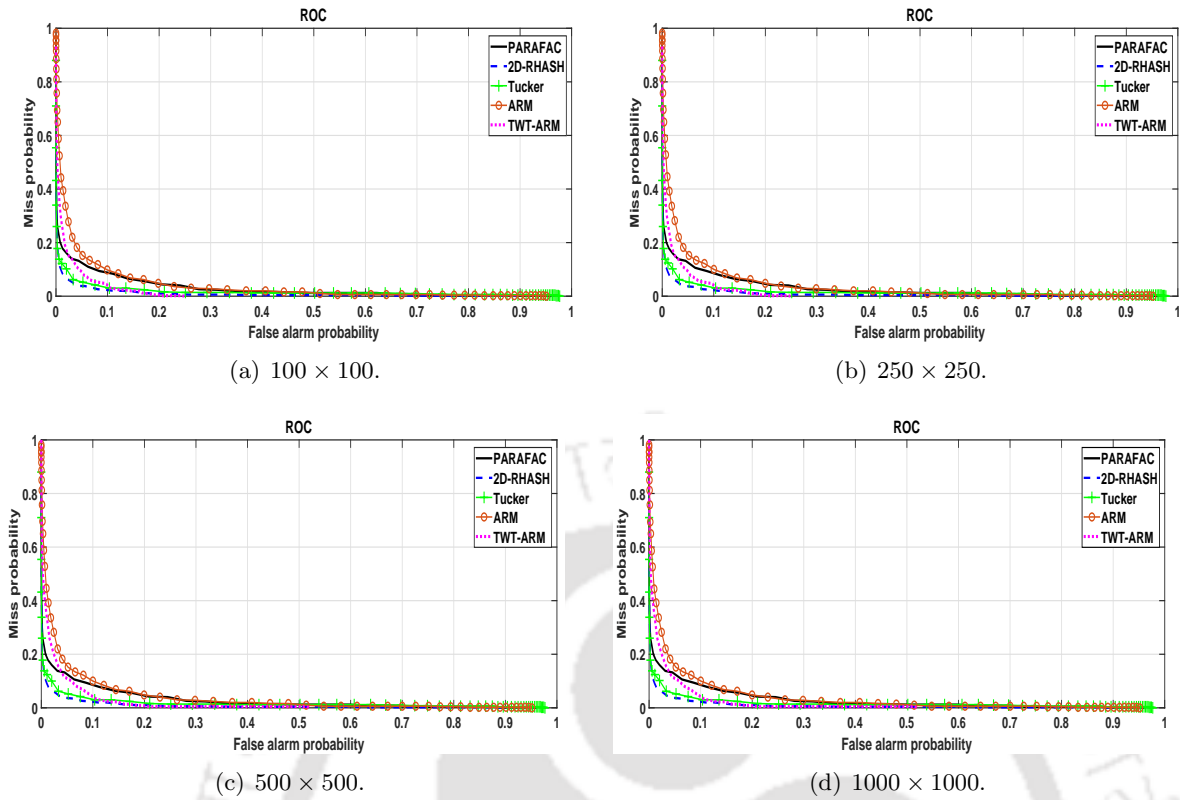 ROC
1
0.8
0.6
0.4
0.2
0
Miss probability
PARAFAC
2D-RHASH
Tucker
ARM
TWT-ARM
0 0.1 0.2 0.3 0.4 0.5 0.6 0.7 0.8 0.9 1
False alarm probability
(a) 100 × 100.
ROC
1
0.8
0.6
0.4
0.2
0
Miss probability
PARAFAC
2D-RHASH
Tucker
ARM
TWT-ARM
0 0.1 0.2 0.3 0.4 0.5 0.6 0.7 0.8 0.9 1
False alarm probability
(b) 250 × 250.
ROC
1
0.8
0.6
0.4
0.2
0
Miss probability
PARAFAC
2D-RHASH
Tucker
ARM
TWT-ARM
0 0.1 0.2 0.3 0.4 0.5 0.6 0.7 0.8 0.9 1
False alarm probability
(c) 500 × 500.
ROC
1
0.8
0.6
0.4
0.2
0
Miss probability
PARAFAC
2D-RHASH
Tucker
ARM
TWT-ARM
0 0.1 0.2 0.3 0.4 0.5 0.6 0.7 0.8 0.9 1
False alarm probability
(d) 1000 × 1000.